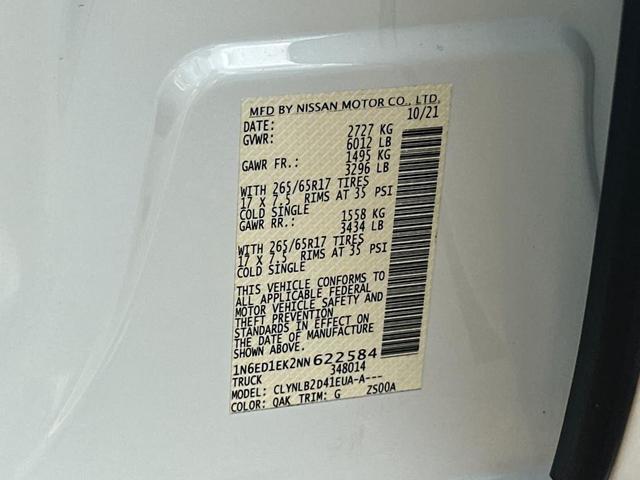 MFD BY NISSAN MOTOR CO., LTD.
DATE: 10/21
GVWR: 2727 KG
6012 LB
GAWR FR.: 1495 KG
3296 LB
WITH 265/65R17 TIRES
17 X 7.5 RIMS AT 35 PSI
COLD SINGLE
GAWR RR.: 1558 KG
3434 LB
WITH 265/65R17 TIRES
17 X 7.5 RIMS AT 35 PSI
COLD SINGLE
THIS VEHICLE CONFORMS TO
ALL APPLICABLE FEDERAL
MOTOR VEHICLE SAFETY AND
THEFT PREVENTION
STANDARDS IN EFFECT ON
THE DATE OF MANUFACTURE
SHOWN ABOVE.
1N6ED1EK2NN622584
TRUCK 348014
MODEL: CLYNLB2D41EUA-A---
COLOR: QAK TRIM: G ZS00A